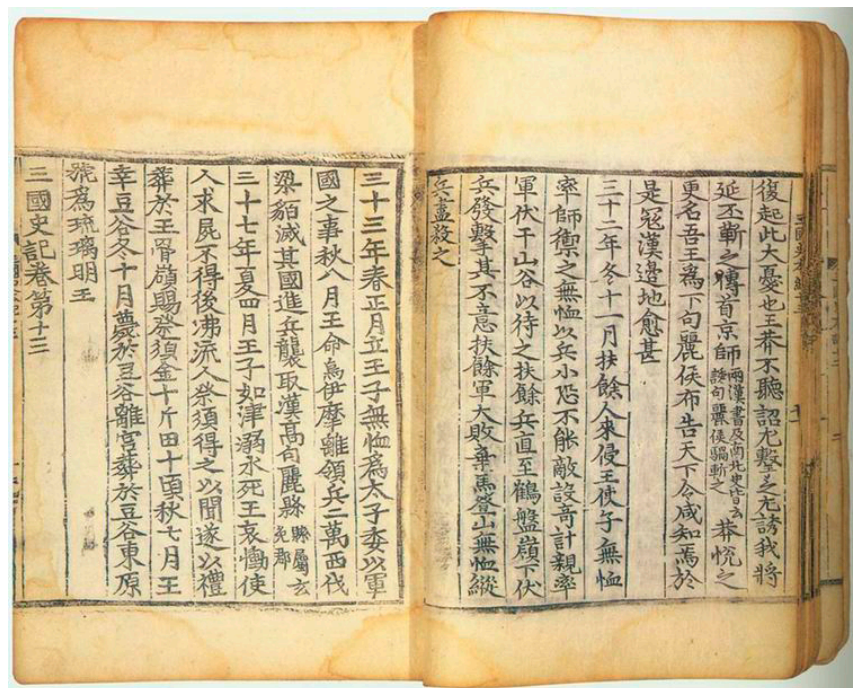 復起此大憂也王莽不聽詔尤擊之尤誘我將
延丕斬之傳首京師兩漢書及南北史皆云誘句麗侯騶斬之莽悅之
更名吾王爲下句麗侯布告天下令咸知焉於
是寇漢邊地愈甚
三十二年冬十一月扶餘人來侵王使子無恤
率師禦之無恤以兵小恐不能敵設奇計親率
軍伏于山谷以待之扶餘兵直至鶴盤嶺下伏
兵發擊其不意扶餘軍大敗棄馬登山無恤縱
兵盡殺之
三十三年春正月立王子無恤爲太子委以軍
國之事秋八月王命烏伊摩離領兵二萬西伐
梁貊滅其國進兵襲取漢高句麗縣縣屬玄菟郡
三十七年夏四月王子如津溺水死王哀慟使
人求屍不得後沸流人祭須得之以聞遂以禮
葬於王骨嶺賜祭須金十斤田十頃秋七月王
幸豆谷冬十月薨於豆谷離宮葬於豆谷東原
號爲琉璃明王
三國史記卷第十三